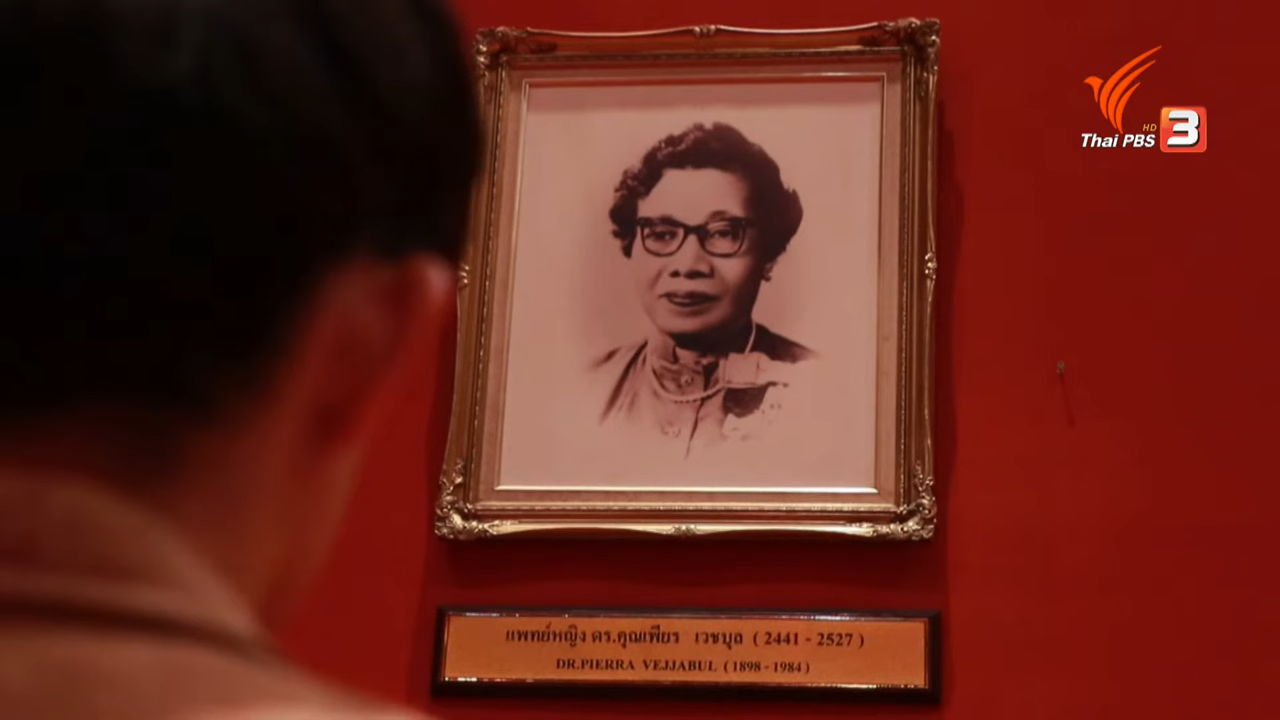 HD
Thai PBS 3
แพทย์หญิง ดร.คุณเพียร เวชบุล ( 2441 - 2527 )
DR.PIERRA VEJJABUL ( 1898 - 1984 )